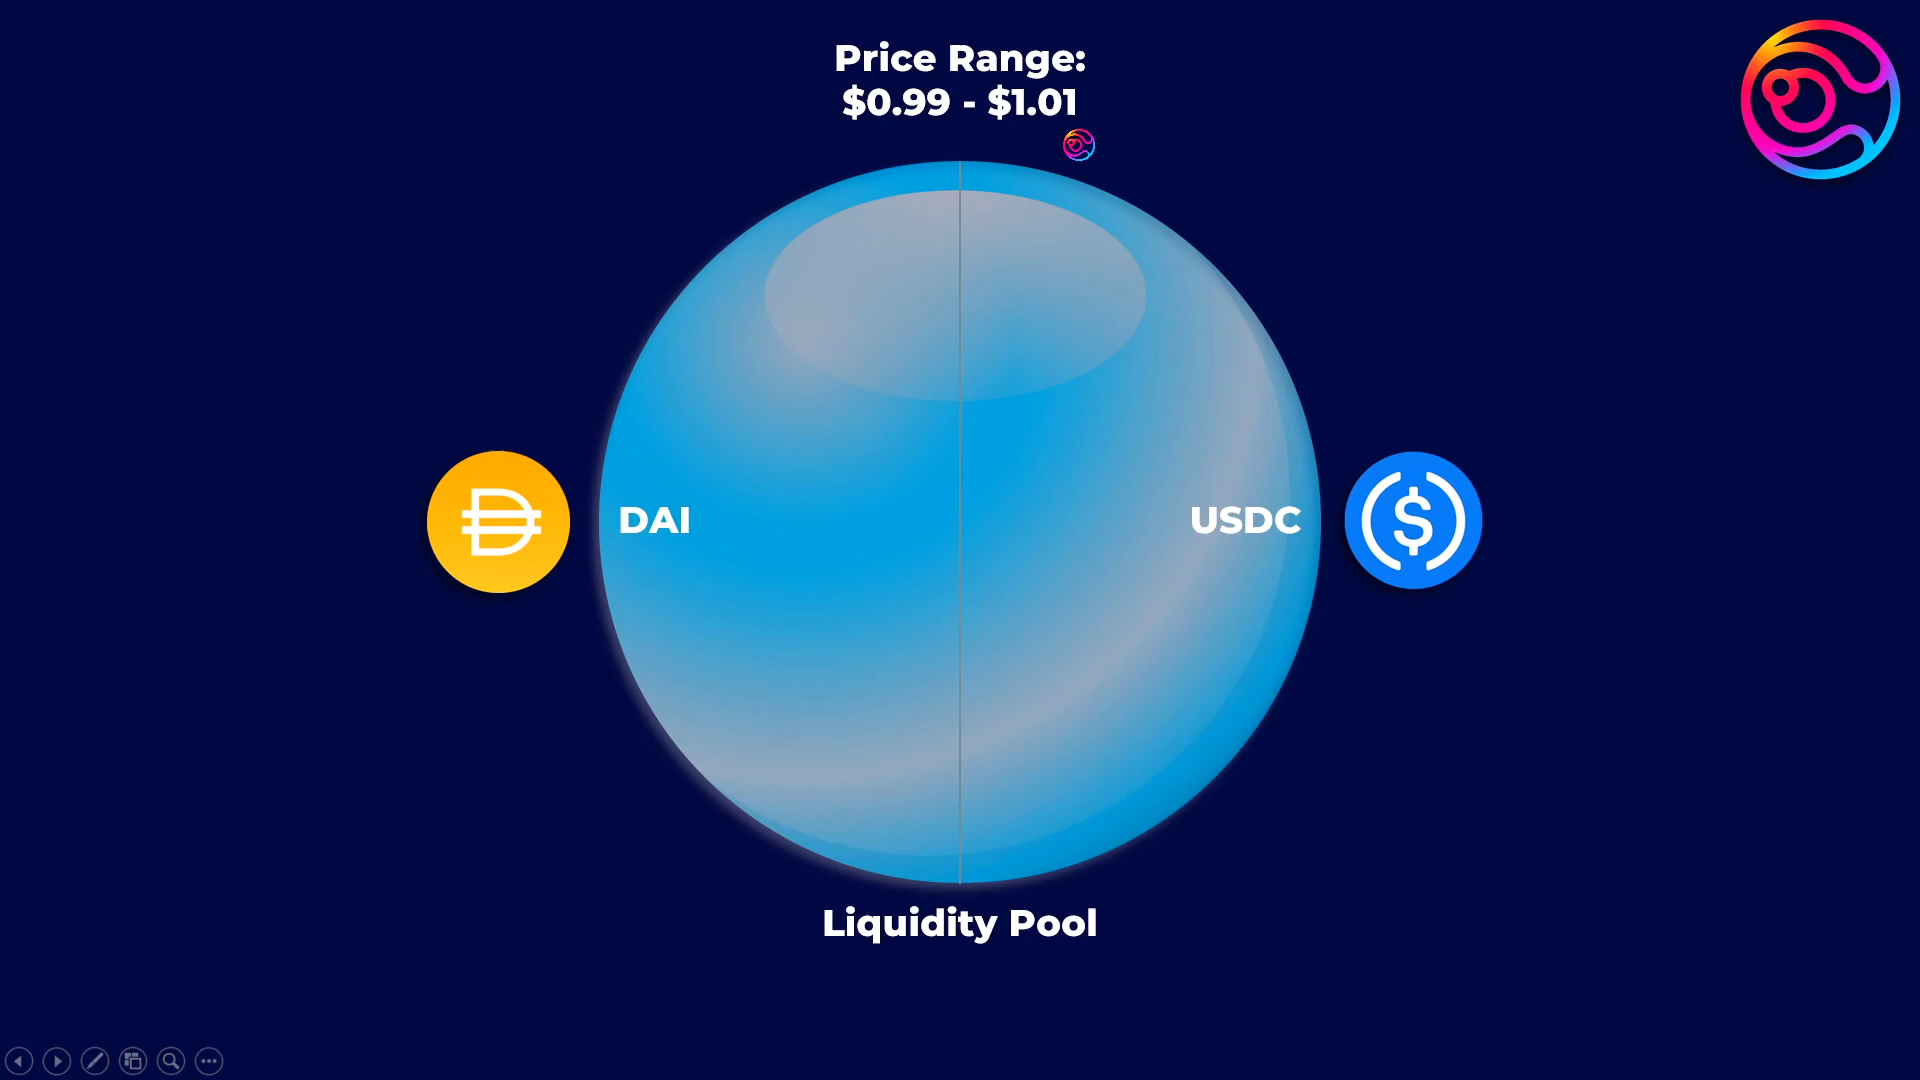 Price Range:
$0.99 - $1.01
DAI
USDC
Liquidity Pool